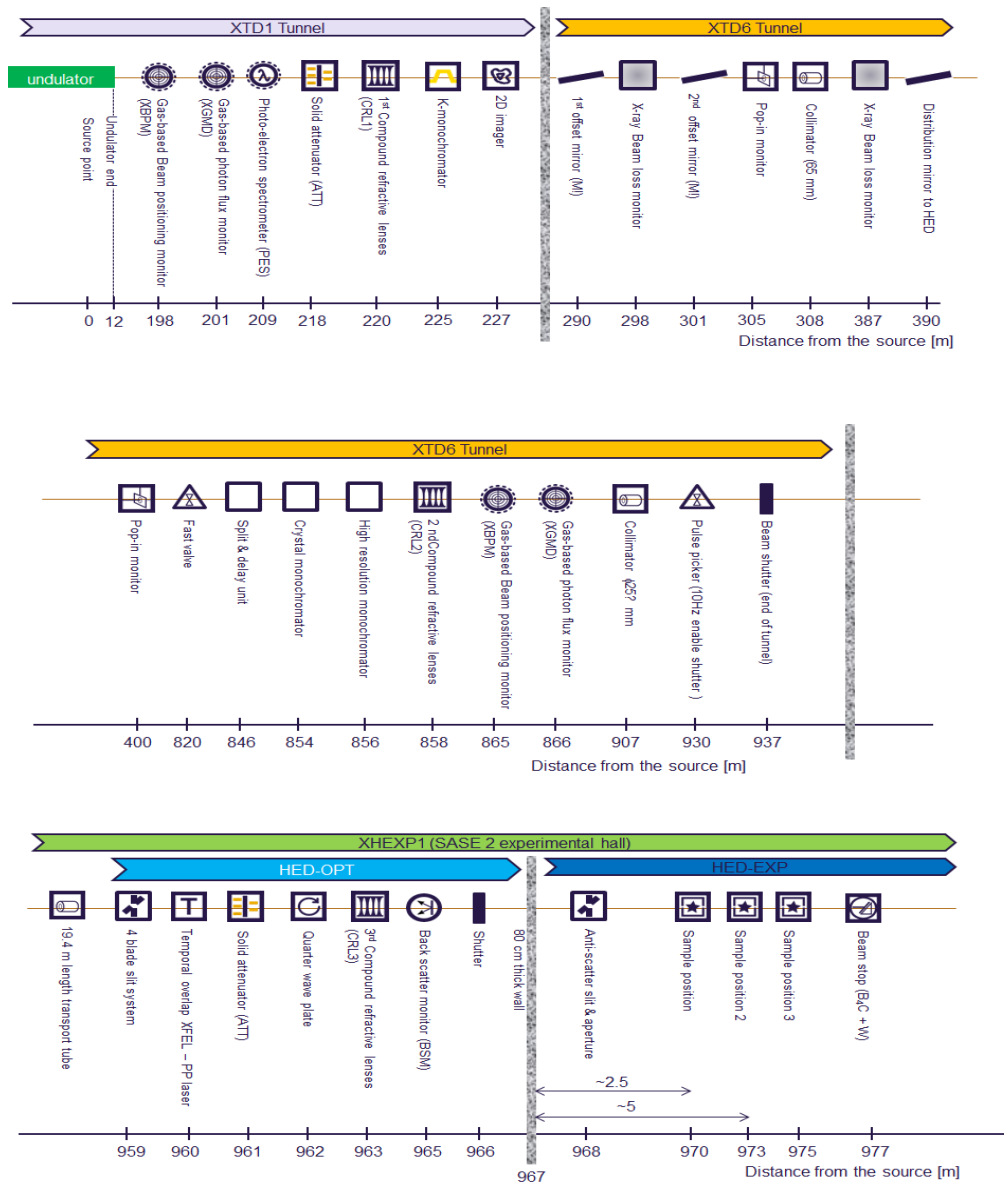 XTD1 Tunnel
XTD6 Tunnel
undulator
λ
Source point
Undulator end
Gas-based Beam positioning monitor
(XBPM)
Gas-based photon flux monitor
(XGMD)
Photo-electron spectrometer (PES)
Solid attenuator (ATT)
1st Compound refractive lenses
(CRL1)
K-monochromator
2D imager
1st offset mirror (MI)
X-ray Beam loss monitor
2nd offset mirror (MI)
Pop-in monitor
Collimator (65 mm)
X-ray Beam loss monitor
Distribution mirror to HED
0 12 198 201 209 218 220 225 227 290 298 301 305 308 387 390
Distance from the source [m]
XTD6 Tunnel
Pop-in monitor
Fast valve
Split & delay unit
Crystal monochromator
High resolution monochromator
2 ndCompound refractive lenses
(CRL2)
Gas-based Beam positioning monitor
(XBPM)
Gas-based photon flux monitor
(XGMD)
Collimator ϕ25? mm
Pulse picker (10Hz enable shutter )
Beam shutter (end of tunnel)
400 820 846 854 856 858 865 866 907 930 937
Distance from the source [m]
XHEXP1 (SASE 2 experimental hall)
HED-OPT
HED-EXP
T
19.4 m length transport tube
4 blade slit system
Temporal overlap XFEL – PP laser
Solid attenuator (ATT)
Quarter wave plate
3rd Compound refractive lenses
(CRL3)
Back scatter monitor (BSM)
Shutter
80 cm thick wall
Anti-scatter slit & aperture
Sample position
Sample position 2
Sample position 3
Beam stop (B₄C + W)
~2.5
~5
959 960 961 962 963 965 966 967 968 970 973 975 977
Distance from the source [m]